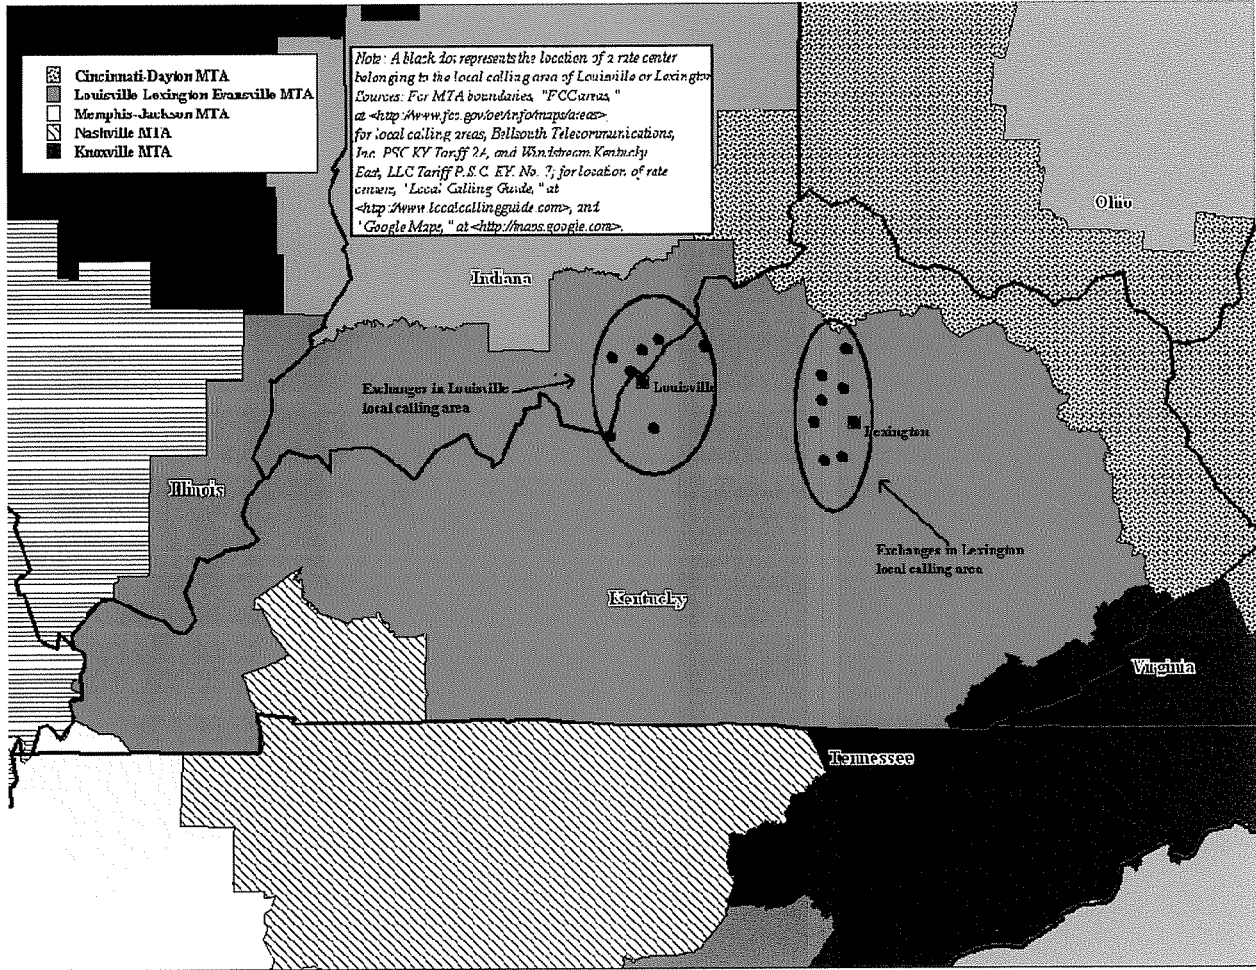 Cincinnati-Dayton MTA
Louisville Lexington Evansville MTA
Memphis-Jackson MTA
Nashville MTA
Knoxville MTA
Note: A black dot represents the location of a rate center
belonging to the local calling area of Louisville or Lexington
Sources: For MTA boundaries, "FCC areas,"
at <http://www.fcc.gov/oet/info/maps/areas>,
for local calling areas, Bellsouth Telecommunications,
Inc. PSC KY Tariff 2A, and Windstream Kentucky
East, LLC Tariff P.S.C. KY. No. 7; for location of rate
centers, "Local Calling Guide," at
<http://www.localcallingguide.com>, and
"Google Maps," at <http://maps.google.com>.
Ohio
Indiana
Exchanges in Louisville
local calling area
Louisville
Lexington
Illinois
Exchanges in Lexington
local calling area
Kentucky
Virginia
Tennessee